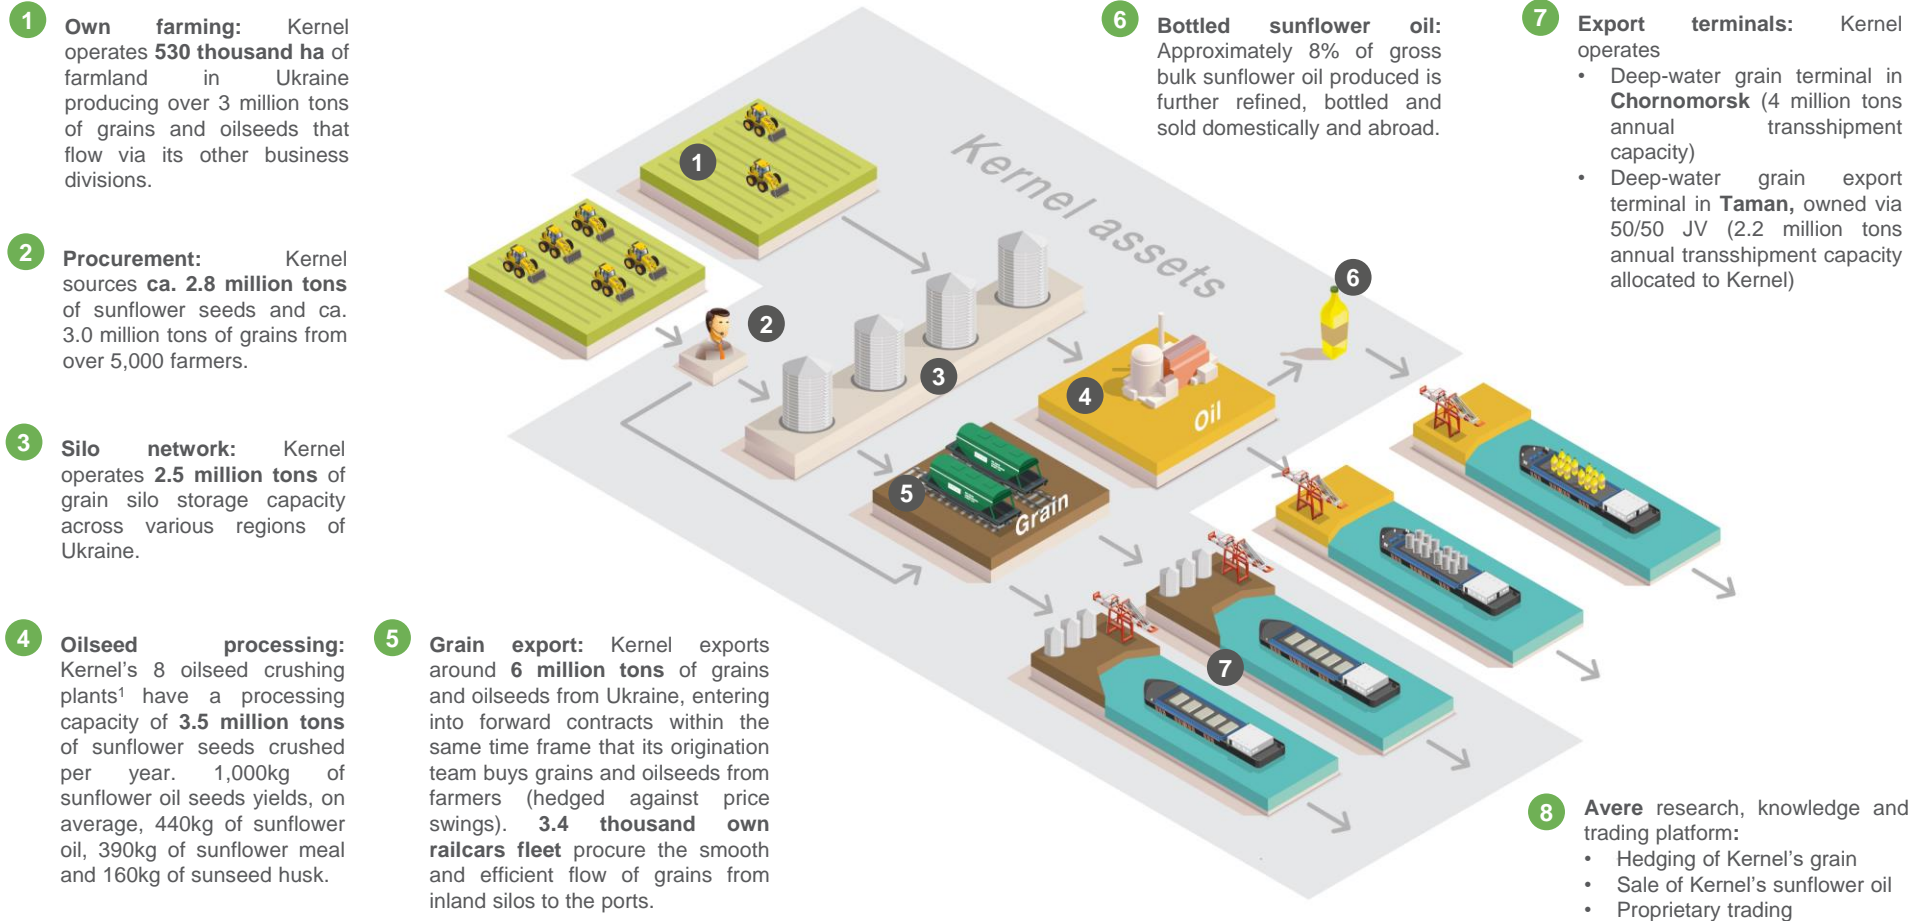 1
Own farming: Kernel
operates 530 thousand ha of
farmland in Ukraine
producing over 3 million tons
of grains and oilseeds that
flow via its other business
divisions.
2
Procurement: Kernel
sources ca. 2.8 million tons
of sunflower seeds and ca.
3.0 million tons of grains from
over 5,000 farmers.
3
Silo network: Kernel
operates 2.5 million tons of
grain silo storage capacity
across various regions of
Ukraine.
4
Oilseed processing:
Kernel's 8 oilseed crushing
plants¹ have a processing
capacity of 3.5 million tons
of sunflower seeds crushed
per year. 1,000kg of
sunflower oil seeds yields, on
average, 440kg of sunflower
oil, 390kg of sunflower meal
and 160kg of sunseed husk.
5
Grain export: Kernel exports
around 6 million tons of grains
and oilseeds from Ukraine, entering
into forward contracts within the
same time frame that its origination
team buys grains and oilseeds from
farmers (hedged against price
swings). 3.4 thousand own
railcars fleet procure the smooth
and efficient flow of grains from
inland silos to the ports.
6
Bottled sunflower oil:
Approximately 8% of gross
bulk sunflower oil produced is
further refined, bottled and
sold domestically and abroad.
7
Export terminals: Kernel
operates
• Deep-water grain terminal in
Chornomorsk (4 million tons
annual transshipment
capacity)
• Deep-water grain export
terminal in Taman, owned via
50/50 JV (2.2 million tons
annual transshipment capacity
allocated to Kernel)
8
Avere research, knowledge and
trading platform:
• Hedging of Kernel's grain
• Sale of Kernel's sunflower oil
• Proprietary trading
Kernel assets
1
2
3
4
Oil
5
Grain
6
7